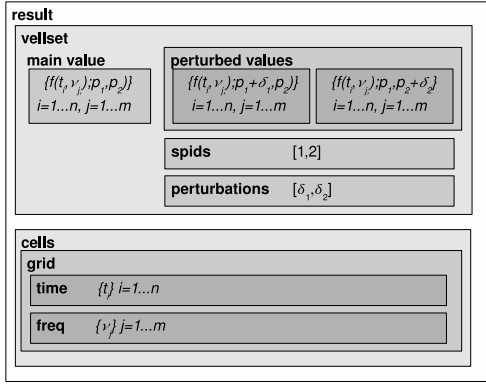 result
vellset
main value
{f(tᵢ,νⱼ);p₁,p₂)}
i=1...n, j=1...m
perturbed values
{f(tᵢ,νⱼ);p₁+δ₁,p₂)}
i=1...n, j=1...m
{f(tᵢ,νⱼ);p₁,p₂+δ₂}
i=1...n, j=1...m
spids [1,2]
perturbations [δ₁,δ₂]
cells
grid
time {tᵢ} i=1...n
freq {νⱼ} j=1...m